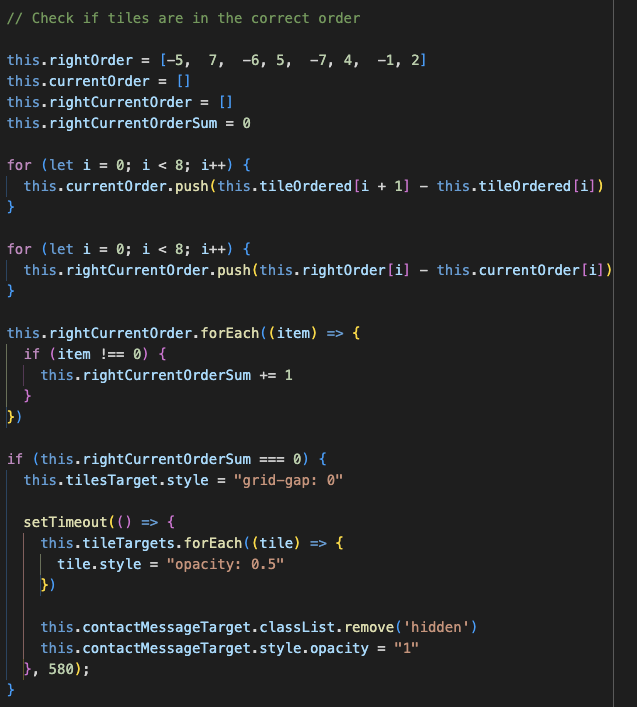 // Check if tiles are in the correct order

this.rightOrder = [-5,  7,  -6, 5,  -7, 4,  -1, 2]
this.currentOrder = []
this.rightCurrentOrder = []
this.rightCurrentOrderSum = 0

for (let i = 0; i < 8; i++) {
  this.currentOrder.push(this.tileOrdered[i + 1] - this.tileOrdered[i])
}

for (let i = 0; i < 8; i++) {
  this.rightCurrentOrder.push(this.rightOrder[i] - this.currentOrder[i])
}

this.rightCurrentOrder.forEach((item) => {
  if (item !== 0) {
    this.rightCurrentOrderSum += 1
  }
})

if (this.rightCurrentOrderSum === 0) {
  this.tilesTarget.style = "grid-gap: 0"

  setTimeout(() => {
    this.tileTargets.forEach((tile) => {
      tile.style = "opacity: 0.5"
    })

    this.contactMessageTarget.classList.remove('hidden')
    this.contactMessageTarget.style.opacity = "1"
  }, 580);
}